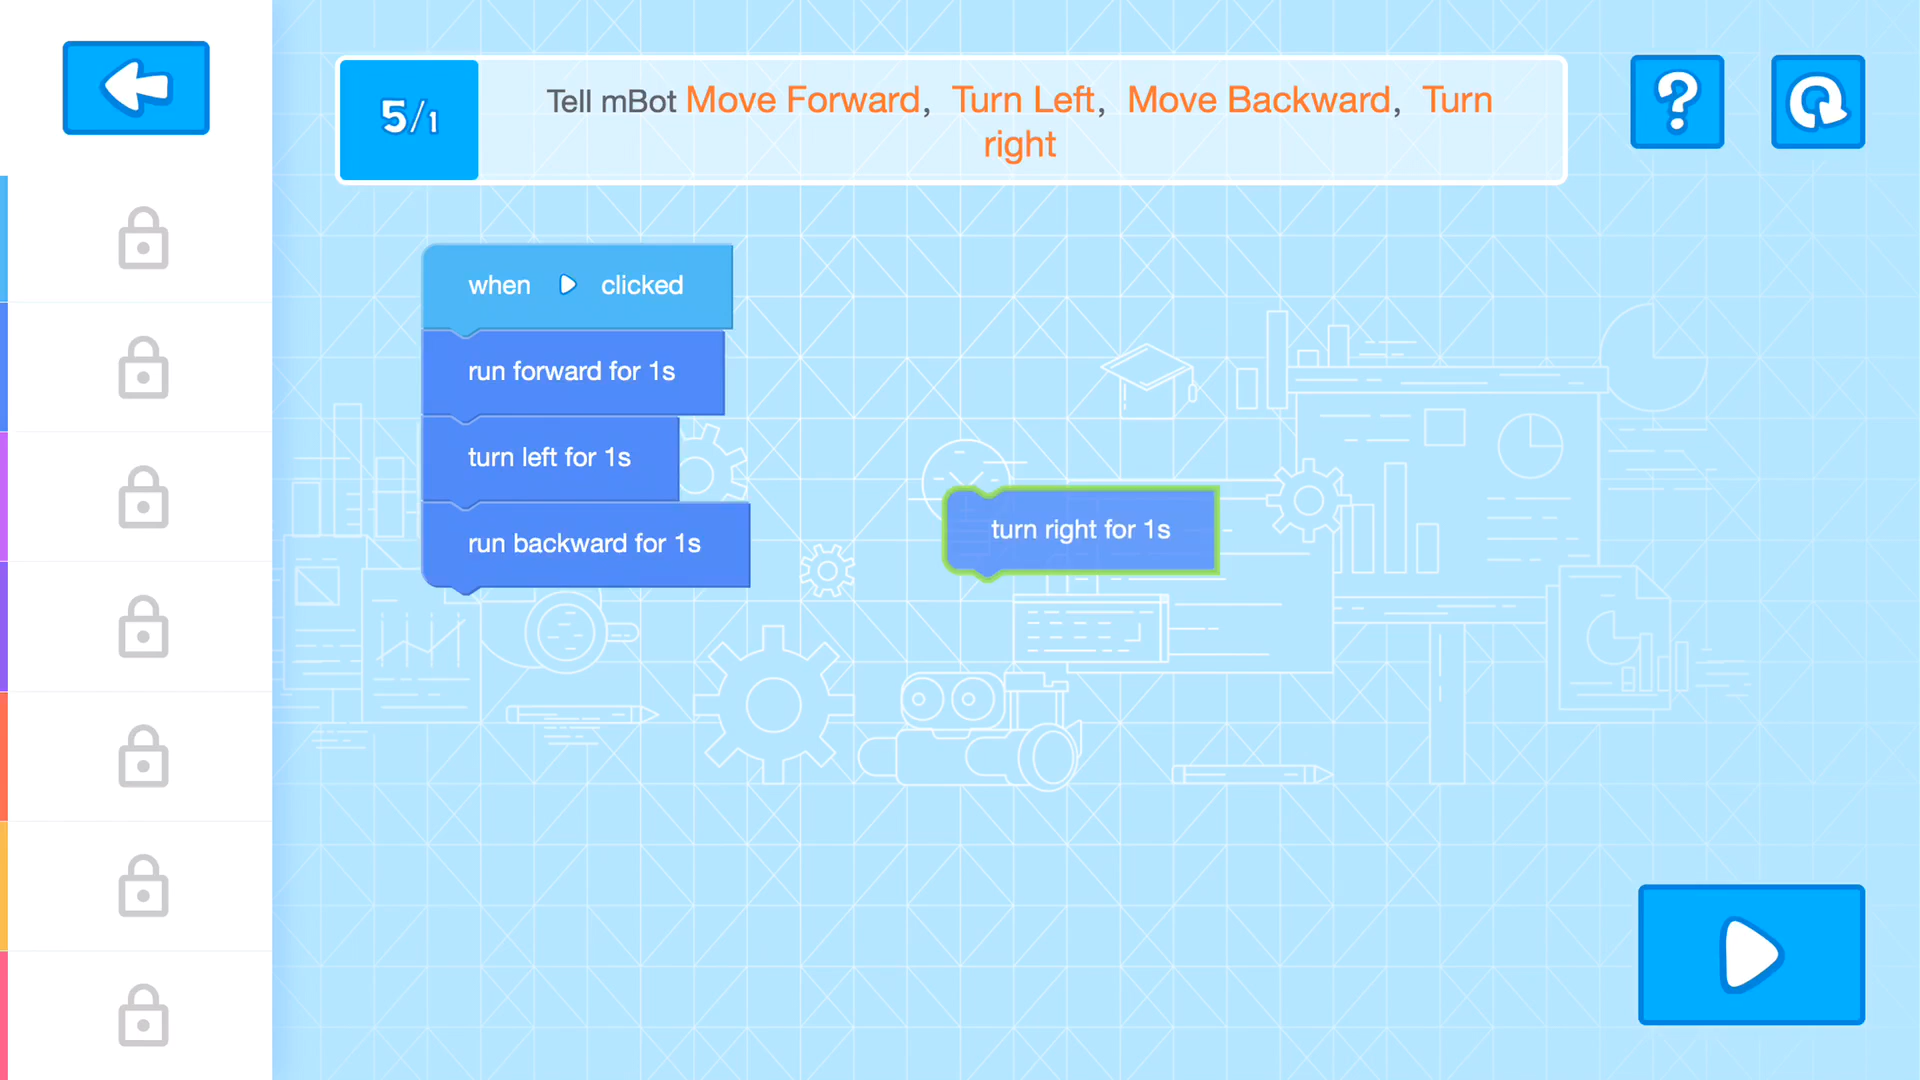 5/1
Tell mBot Move Forward, Turn Left, Move Backward, Turn
right
when clicked
run forward for 1s
turn left for 1s
run backward for 1s
turn right for 1s